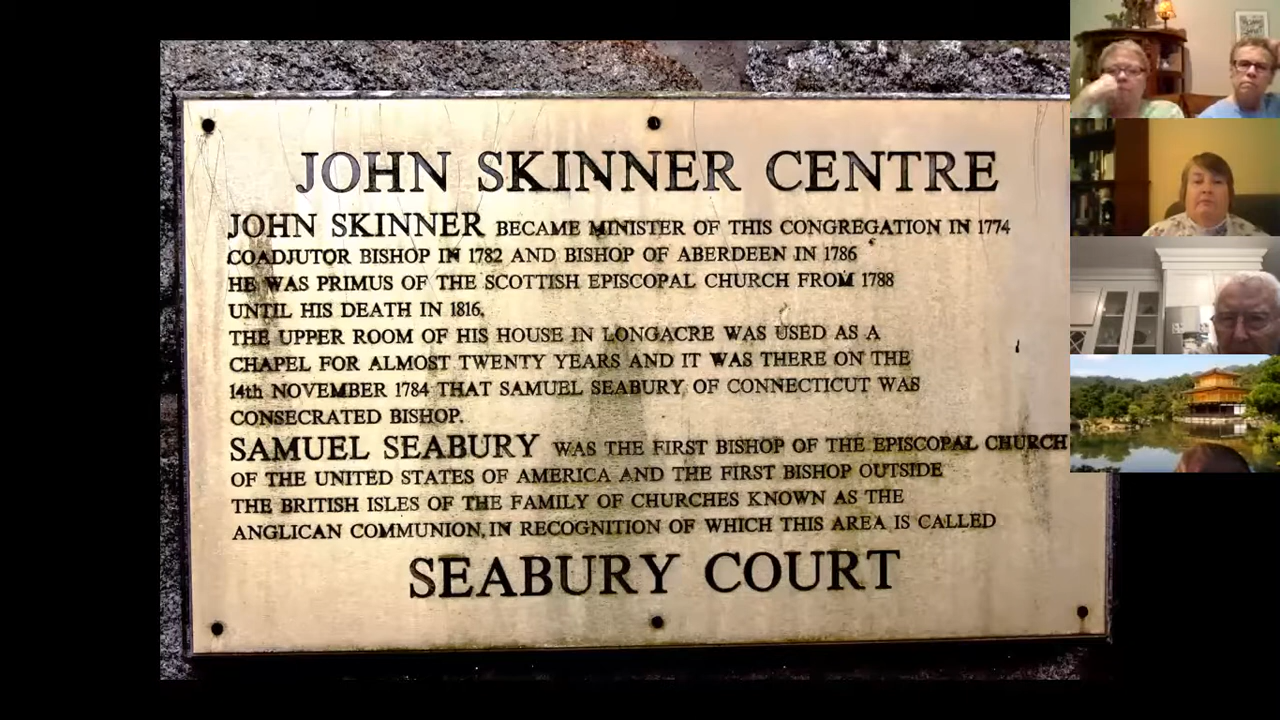 JOHN SKINNER CENTRE
JOHN SKINNER BECAME MINISTER OF THIS CONGREGATION IN 1774
COADJUTOR BISHOP IN 1782 AND BISHOP OF ABERDEEN IN 1786
HE WAS PRIMUS OF THE SCOTTISH EPISCOPAL CHURCH FROM 1788
UNTIL HIS DEATH IN 1816.
THE UPPER ROOM OF HIS HOUSE IN LONGACRE WAS USED AS A
CHAPEL FOR ALMOST TWENTY YEARS AND IT WAS THERE ON THE
14th NOVEMBER 1784 THAT SAMUEL SEABURY, OF CONNECTICUT WAS
CONSECRATED BISHOP.
SAMUEL SEABURY WAS THE FIRST BISHOP OF THE EPISCOPAL CHURCH
OF THE UNITED STATES OF AMERICA AND THE FIRST BISHOP OUTSIDE
THE BRITISH ISLES OF THE FAMILY OF CHURCHES KNOWN AS THE
ANGLICAN COMMUNION, IN RECOGNITION OF WHICH THIS AREA IS CALLED
SEABURY COURT